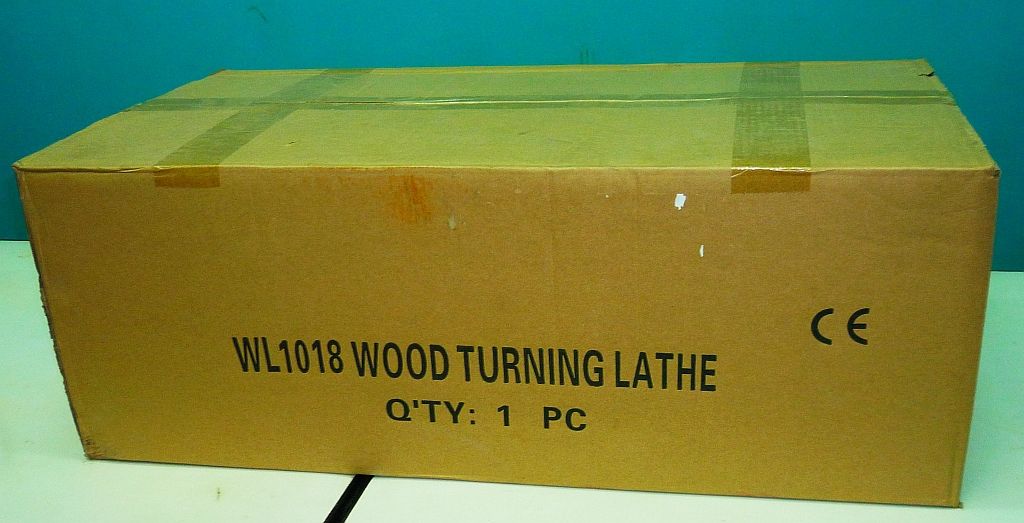 CE
WL1018 WOOD TURNING LATHE
Q'TY: 1 PC